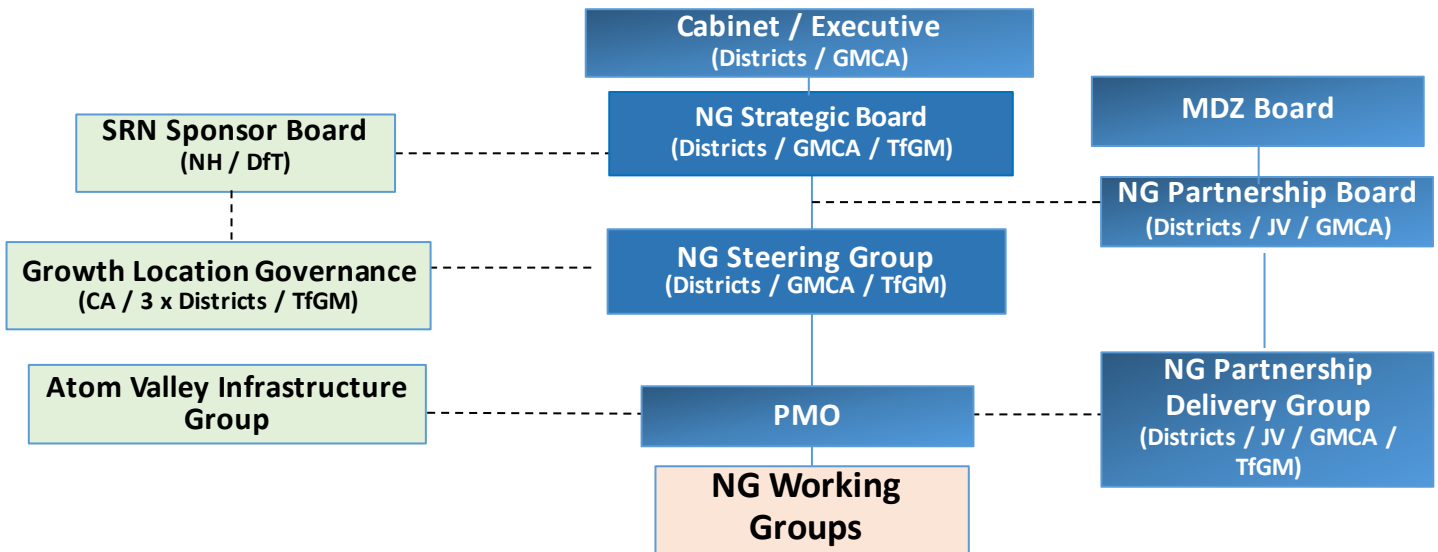 Cabinet / Executive
(Districts / GMCA)
SRN Sponsor Board
(NH / DfT)
NG Strategic Board
(Districts / GMCA / TfGM)
MDZ Board
NG Partnership Board
(Districts / JV / GMCA)
Growth Location Governance
(CA / 3 x Districts / TfGM)
NG Steering Group
(Districts / GMCA / TfGM)
Atom Valley Infrastructure
Group
PMO
NG Partnership
Delivery Group
(Districts / JV / GMCA /
TfGM)
NG Working
Groups